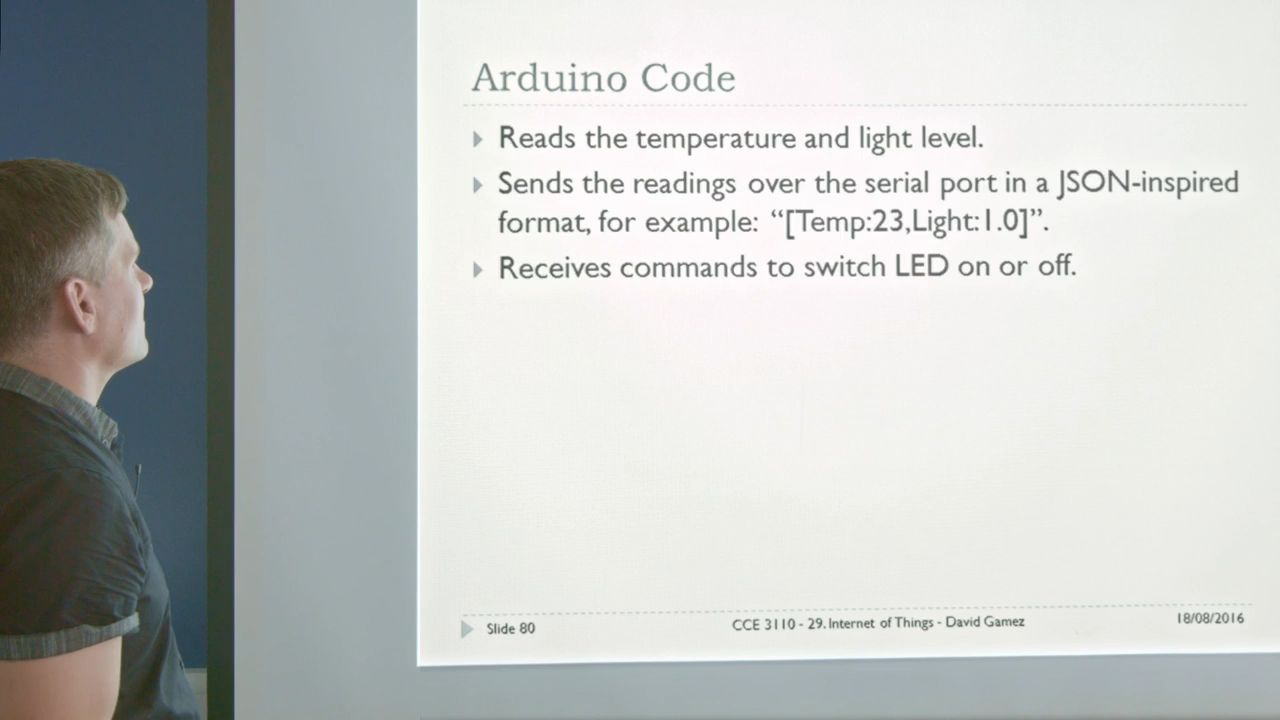 Arduino Code
Reads the temperature and light level.
Sends the readings over the serial port in a JSON-inspired
format, for example: “[Temp:23,Light:1.0]”.
Receives commands to switch LED on or off.
Slide 80
CCE 3110 - 29. Internet of Things - David Gamez
18/08/2016